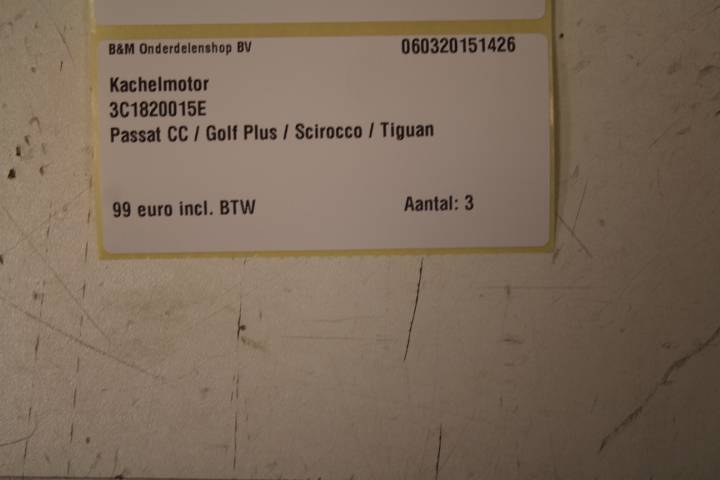 B&M Onderdelenshop BV 060320151426
Kachelmotor
3C1820015E
Passat CC / Golf Plus / Scirocco / Tiguan
99 euro incl. BTW Aantal: 3